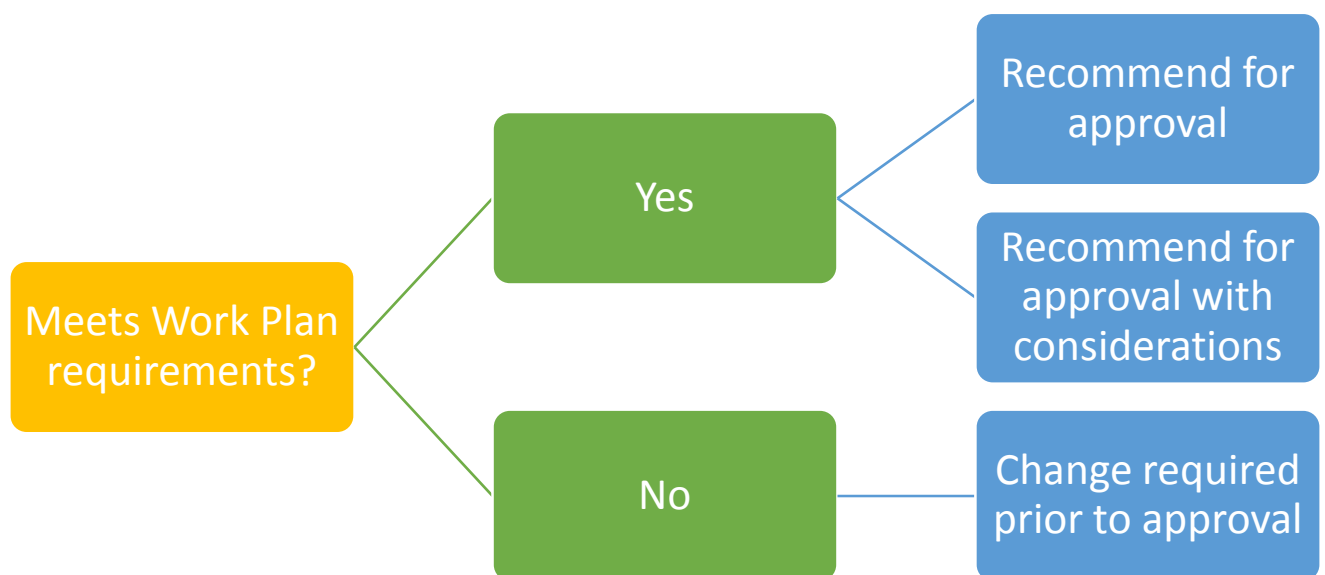 Meets Work Plan
requirements?
Yes
No
Recommend for
approval
Recommend for
approval with
considerations
Change required
prior to approval